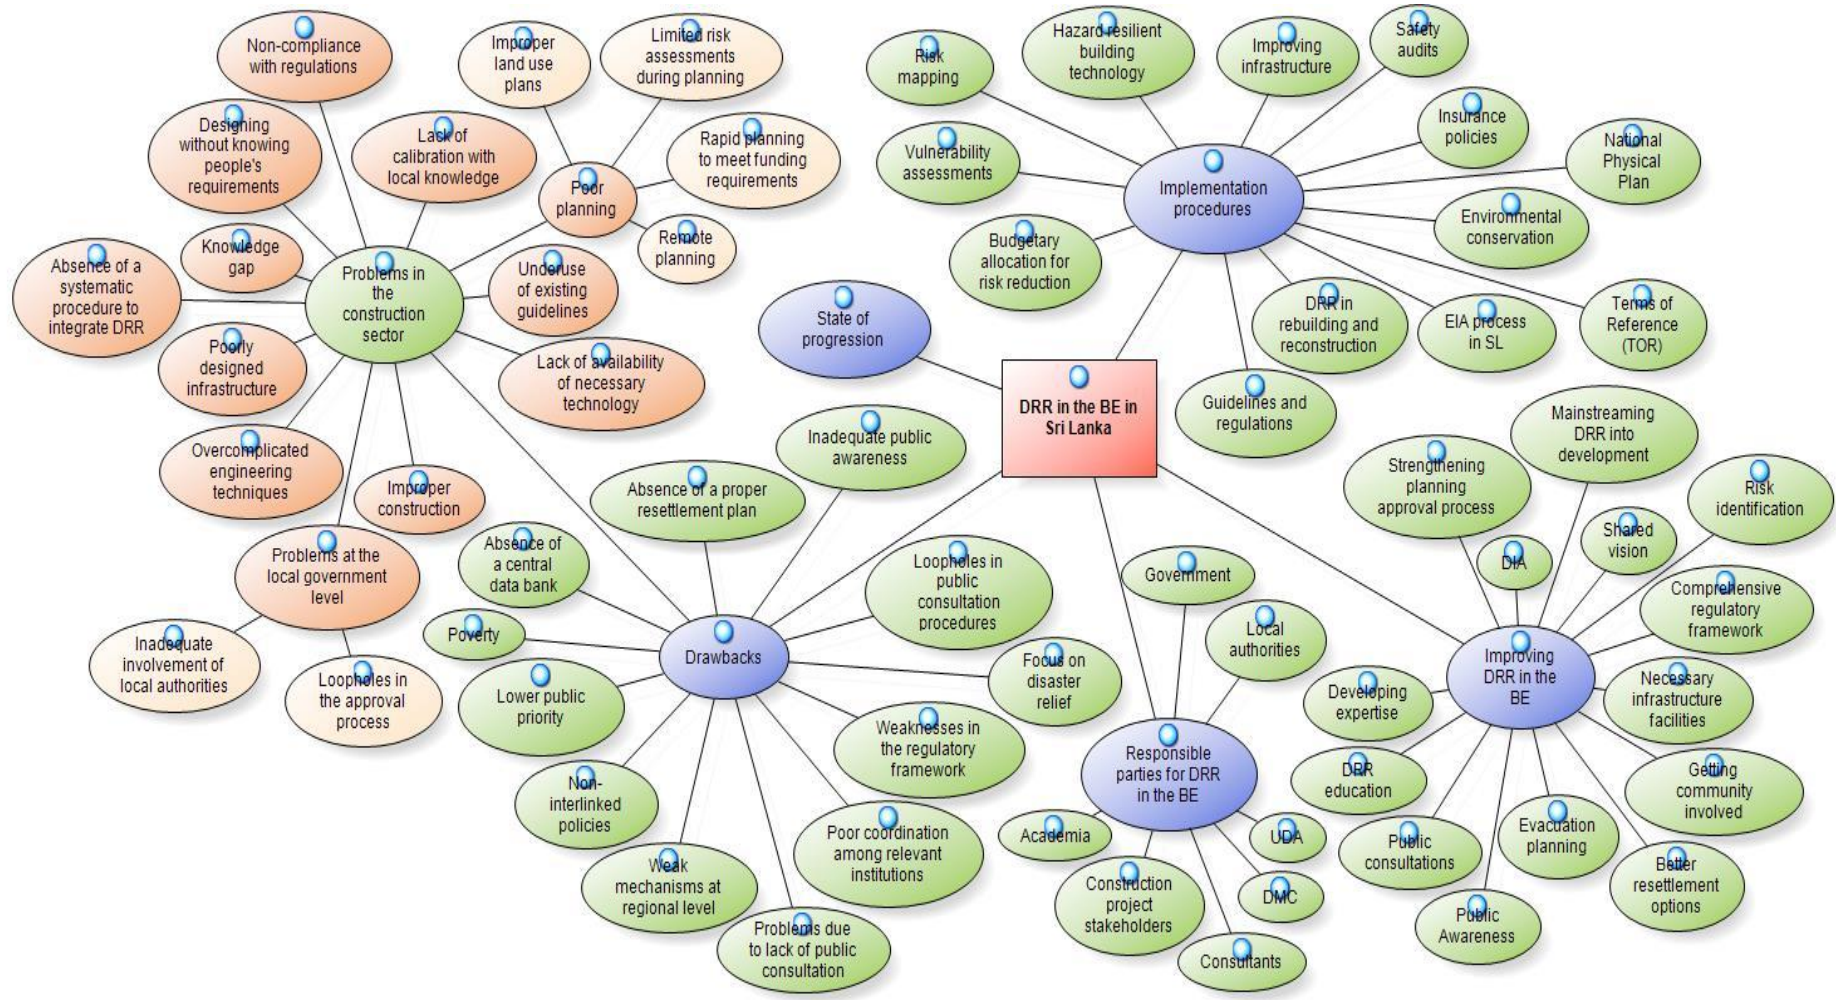 Non-compliance
with regulations
Improper
land use
plans
Limited risk
assessments
during planning
Designing
without knowing
people's
requirements
Lack of
calibration with
local knowledge
Rapid planning
to meet funding
requirements
Poor
planning
Remote
planning
Knowledge
gap
Absence of a
systematic
procedure to
integrate DRR
Problems in
the
construction
sector
Underuse
of existing
guidelines
Poorly
designed
infrastructure
Lack of availability
of necessary
technology
Overcomplicated
engineering
techniques
Improper
construction
Problems at the
local government
level
Inadequate
involvement of
local authorities
Loopholes in
the approval
process
Risk
mapping
Hazard resilient
building
technology
Improving
infrastructure
Safety
audits
Insurance
policies
National
Physical
Plan
Vulnerability
assessments
Implementation
procedures
Environmental
conservation
Budgetary
allocation for
risk reduction
DRR in
rebuilding and
reconstruction
EIA process
in SL
Terms of
Reference
(TOR)
Guidelines and
regulations
State of
progression
DRR in the BE in
Sri Lanka
Inadequate public
awareness
Absence of a proper
resettlement plan
Absence of
a central
data bank
Loopholes in
public
consultation
procedures
Poverty
Drawbacks
Focus on
disaster
relief
Lower public
priority
Weaknesses in
the regulatory
framework
Non-
interlinked
policies
Poor coordination
among relevant
institutions
Weak
mechanisms at
regional level
Problems due
to lack of public
consultation
Government
Local
authorities
Responsible
parties for DRR
in the BE
Academia
UDA
Construction
project
stakeholders
DMC
Consultants
Mainstreaming
DRR into
development
Strengthening
planning
approval process
Risk
identification
Shared
vision
DIA
Comprehensive
regulatory
framework
Improving
DRR in the
BE
Necessary
infrastructure
facilities
Developing
expertise
DRR
education
Getting
community
involved
Public
consultations
Evacuation
planning
Better
resettlement
options
Public
Awareness